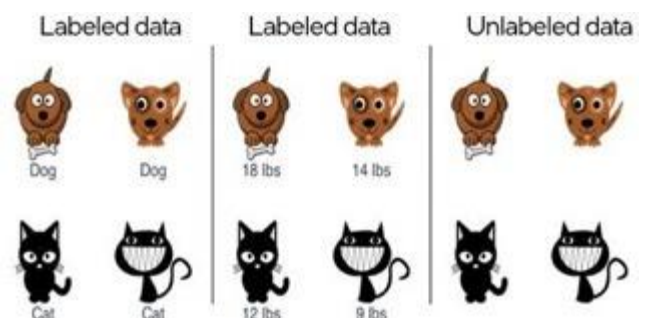 Labeled data Labeled data Unlabeled data
Dog Dog 18 lbs 14 lbs
Cat Cat 12 lbs 9 lbs